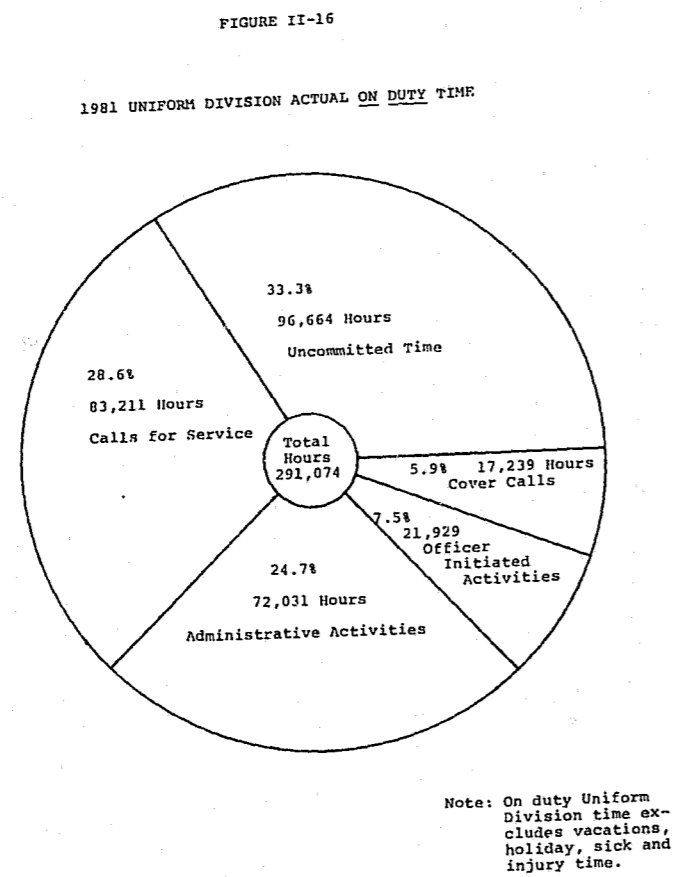 FIGURE II-16
1981 UNIFORM DIVISION ACTUAL ON DUTY TIME
33.3%
96,664 Hours
Uncommitted Time
28.6%
83,211 Hours
Calls for Service
Total
Hours
291,074
5.9% 17,239 Hours
Cover Calls
7.5%
21,929
Officer
Initiated
Activities
24.7%
72,031 Hours
Administrative Activities
Note: On duty Uniform
Division time ex-
cludes vacations,
holiday, sick and
injury time.